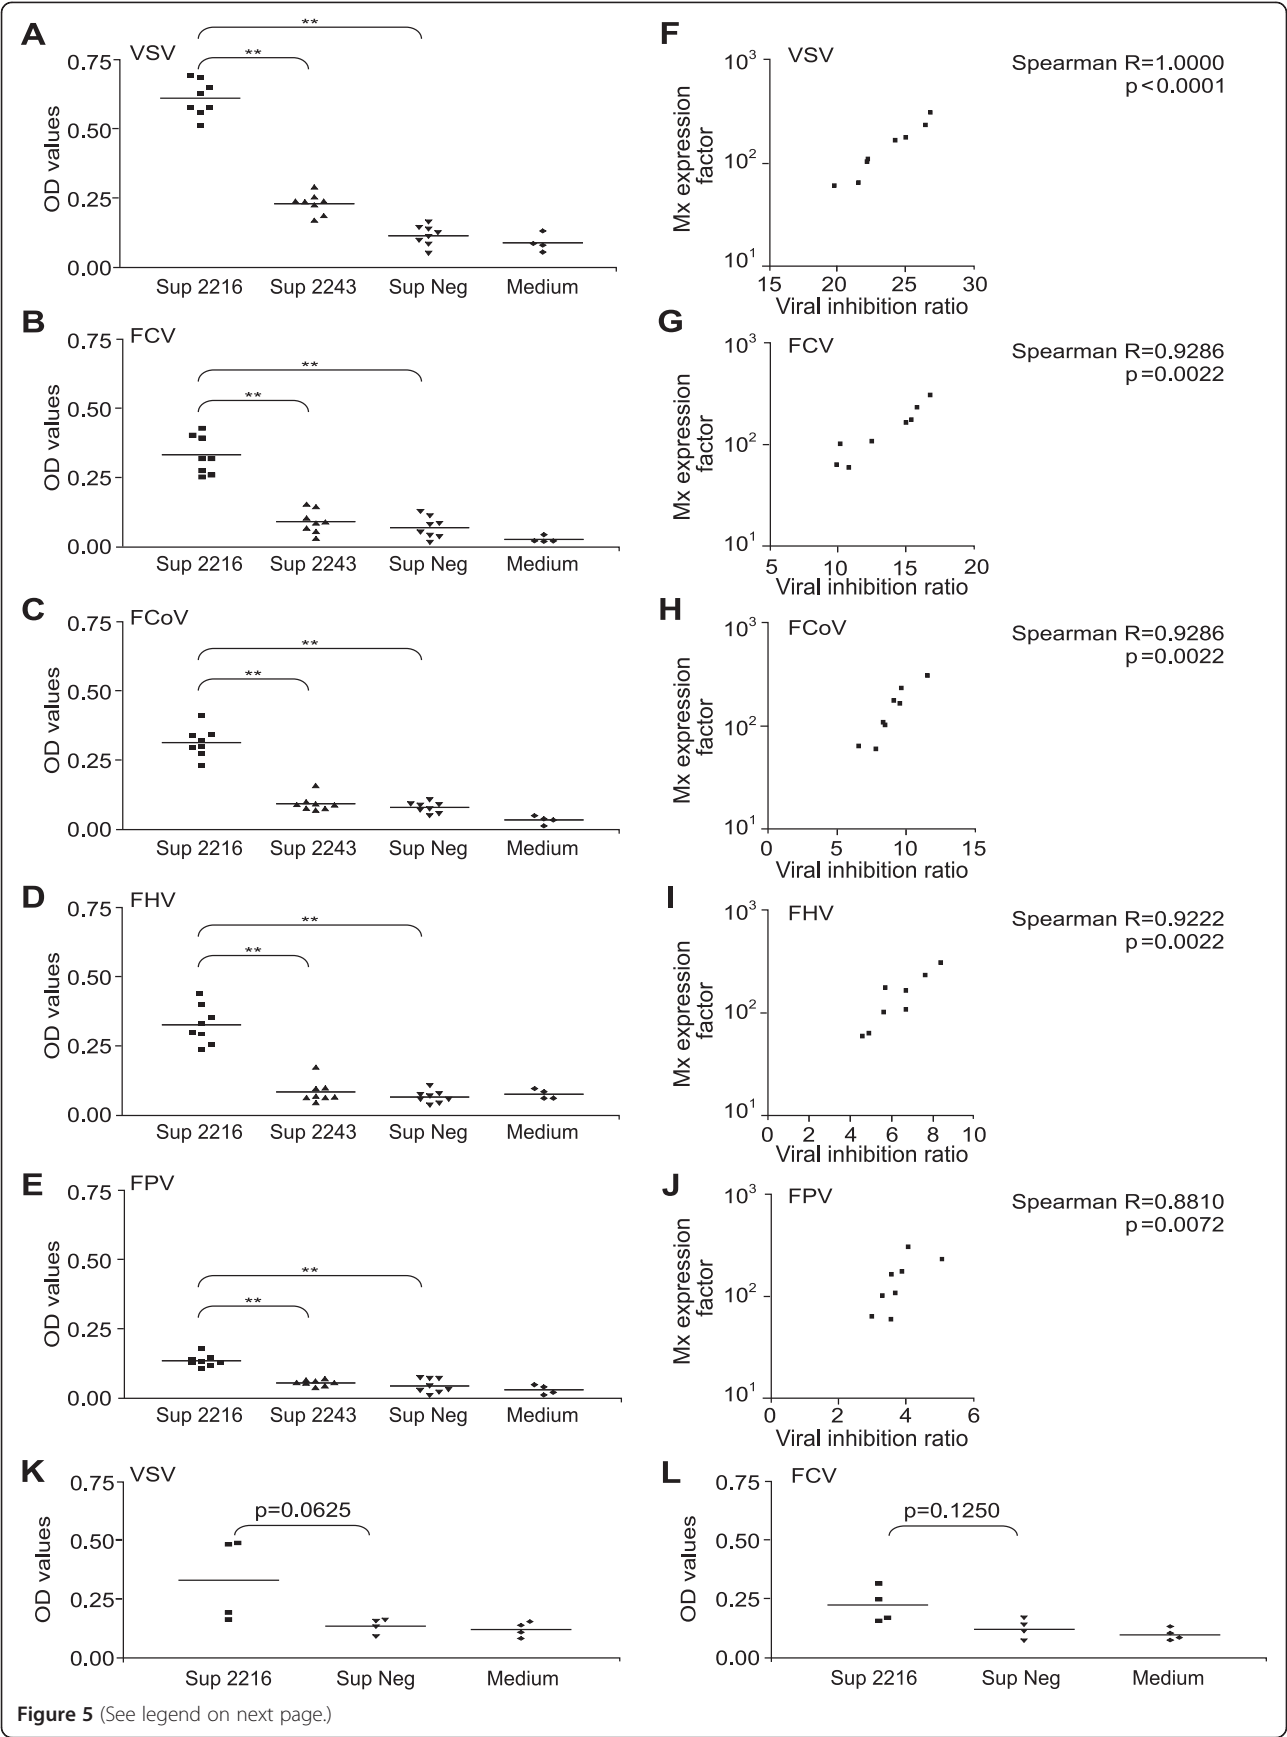 A
VSV
**
**
0.75
0.50
0.25
0.00
OD values
Sup 2216 Sup 2243 Sup Neg Medium
F
VSV
Spearman R=1.0000
p<0.0001
10³
10²
10¹
Mx expression
factor
15 20 25 30
Viral inhibition ratio
B
FCV
**
**
0.75
0.50
0.25
0.00
OD values
Sup 2216 Sup 2243 Sup Neg Medium
G
FCV
Spearman R=0.9286
p=0.0022
10³
10²
10¹
Mx expression
factor
5 10 15 20
Viral inhibition ratio
C
FCoV
**
**
0.75
0.50
0.25
0.00
OD values
Sup 2216 Sup 2243 Sup Neg Medium
H
FCoV
Spearman R=0.9286
p=0.0022
10³
10²
10¹
Mx expression
factor
0 5 10 15
Viral inhibition ratio
D
FHV
**
**
0.75
0.50
0.25
0.00
OD values
Sup 2216 Sup 2243 Sup Neg Medium
I
FHV
Spearman R=0.9222
p=0.0022
10³
10²
10¹
Mx expression
factor
0 2 4 6 8 10
Viral inhibition ratio
E
FPV
**
**
0.75
0.50
0.25
0.00
OD values
Sup 2216 Sup 2243 Sup Neg Medium
J
FPV
Spearman R=0.8810
p=0.0072
10³
10²
10¹
Mx expression
factor
0 2 4 6
Viral inhibition ratio
K
VSV
p=0.0625
0.75
0.50
0.25
0.00
OD values
Sup 2216 Sup Neg Medium
L
FCV
p=0.1250
0.75
0.50
0.25
0.00
OD values
Sup 2216 Sup Neg Medium
Figure 5 (See legend on next page.)